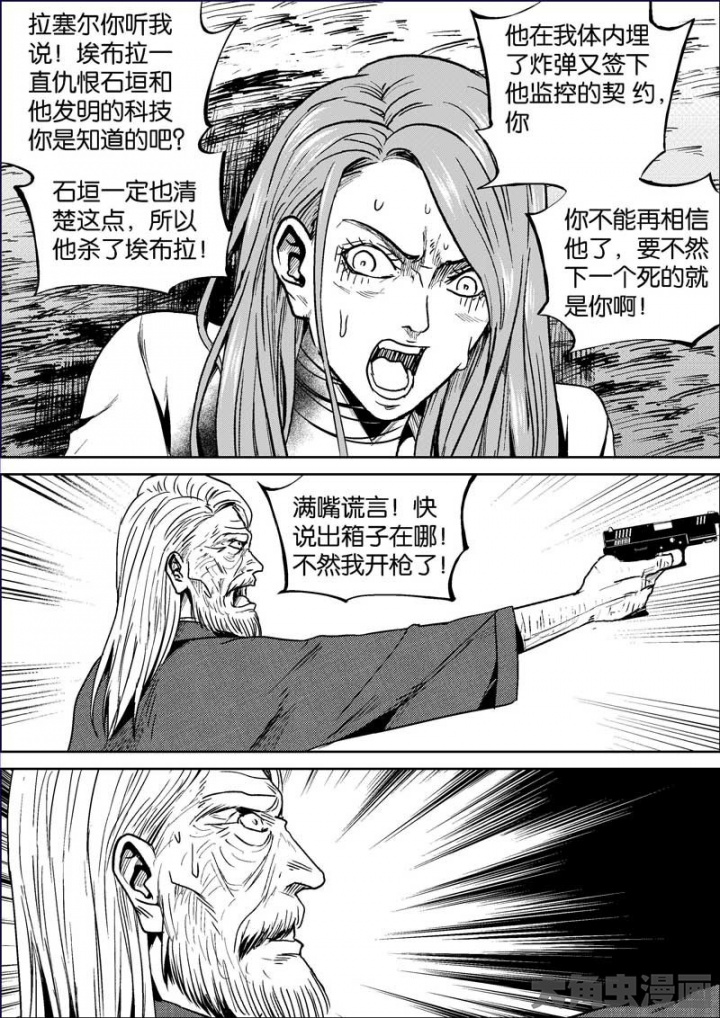 拉塞尔你听我
说！埃布拉一
直仇恨石垣和
他发明的科技
你是知道的吧?
石垣一定也清
楚这点，所以
他杀了埃布拉！
他在我体内埋
了炸弹又签下
他监控的契约，
你
你不能再相信
他了，要不然
下一个死的就
是你啊！
满嘴谎言！快
说出箱子在哪！
不然我开枪了！
大角虫漫画